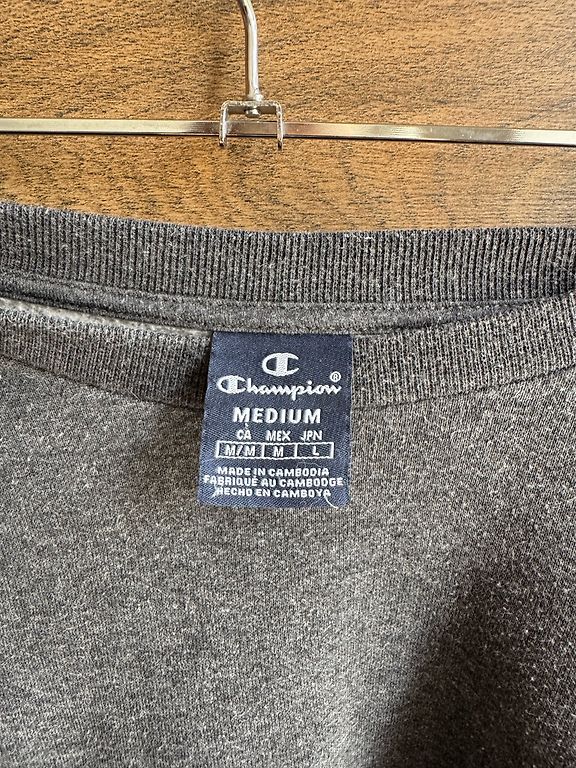 Champion®
MEDIUM
CA MEX JPN
M/M M L
MADE IN CAMBODIA
FABRIQUÉ AU CAMBODGE
HECHO EN CAMBOYA